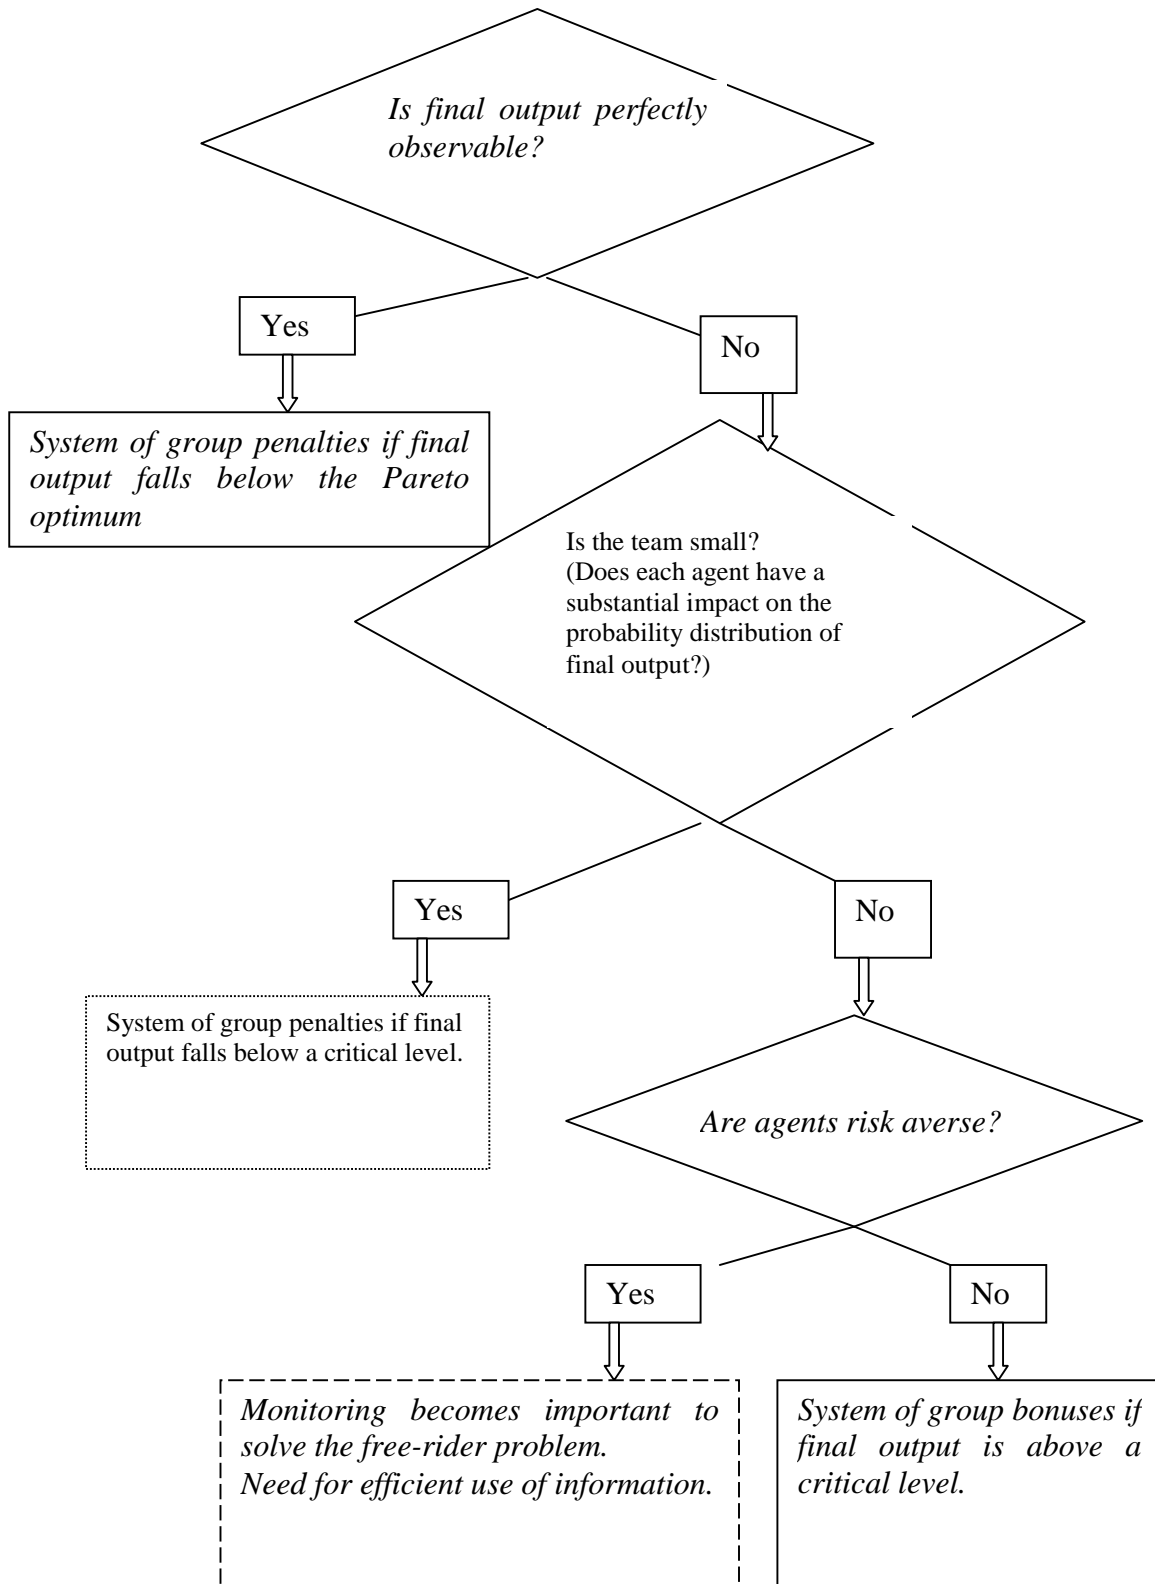 Is final output perfectly
observable?
Yes
No
System of group penalties if final
output falls below the Pareto
optimum
Is the team small?
(Does each agent have a
substantial impact on the
probability distribution of
final output?)
Yes
No
System of group penalties if final
output falls below a critical level.
Are agents risk averse?
Yes
No
Monitoring becomes important to
solve the free-rider problem.
Need for efficient use of information.
System of group bonuses if
final output is above a
critical level.